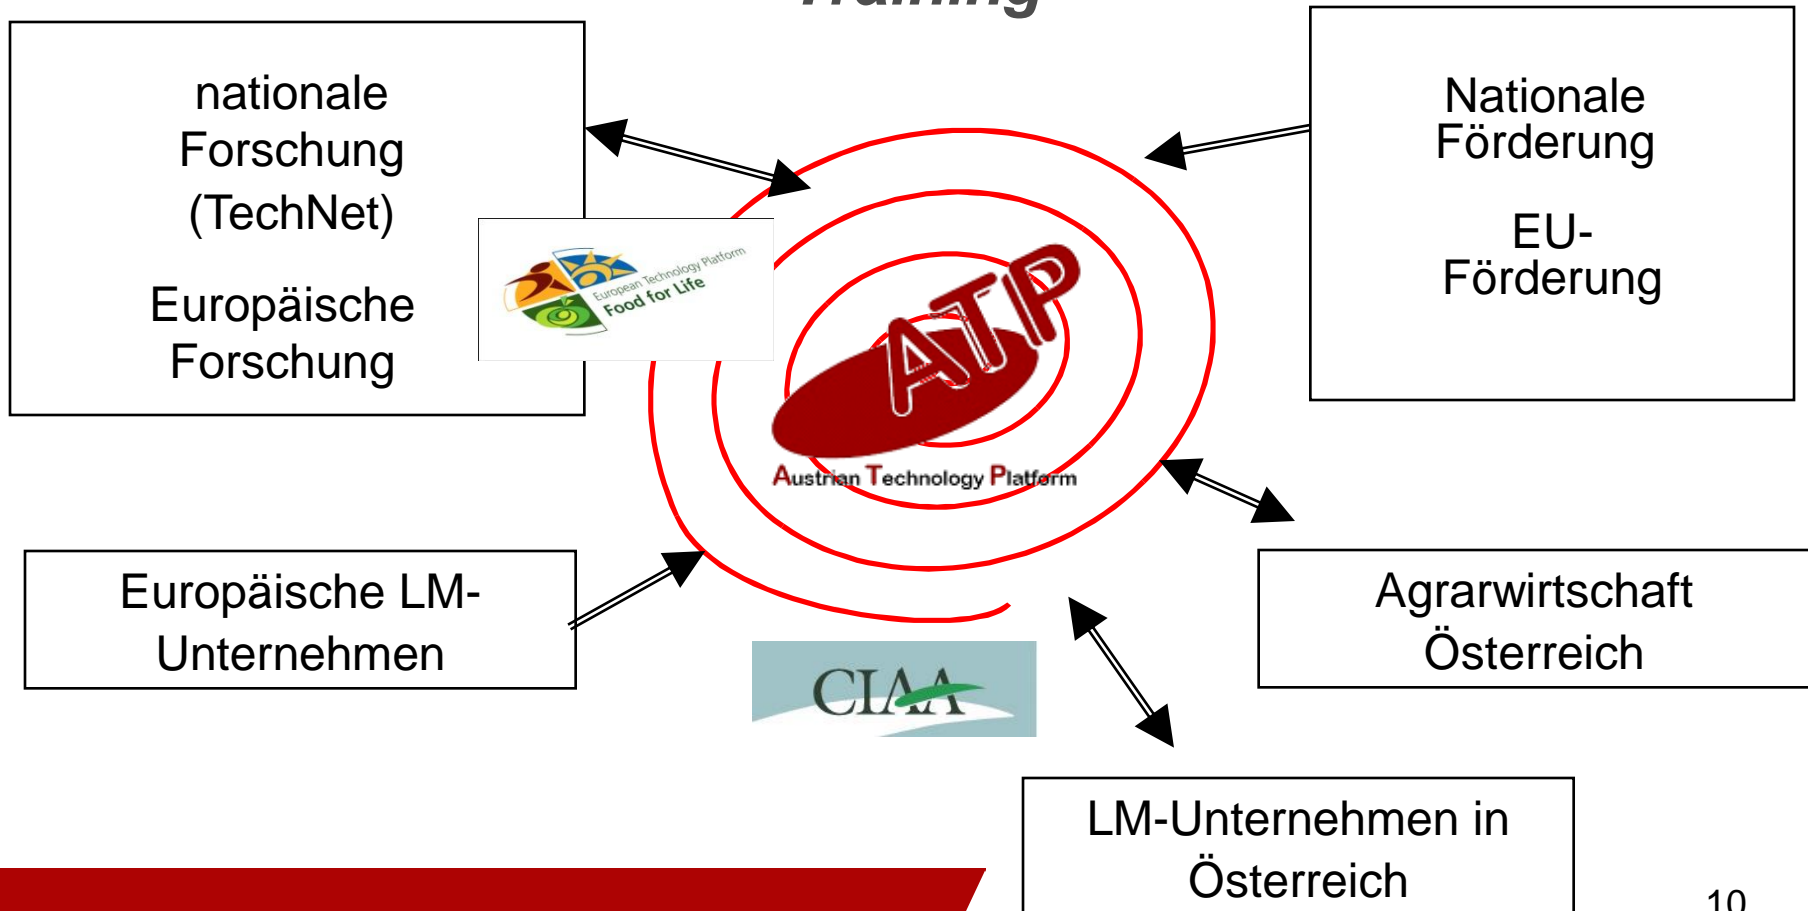 Training
nationale
Forschung
(TechNet)
Europäische
Forschung
Nationale
Förderung
EU-
Förderung
European Technology Platform
Food for Life
ATP
Austrian Technology Platform
Europäische LM-
Unternehmen
Agrarwirtschaft
Österreich
CIAA
LM-Unternehmen in
Österreich
10